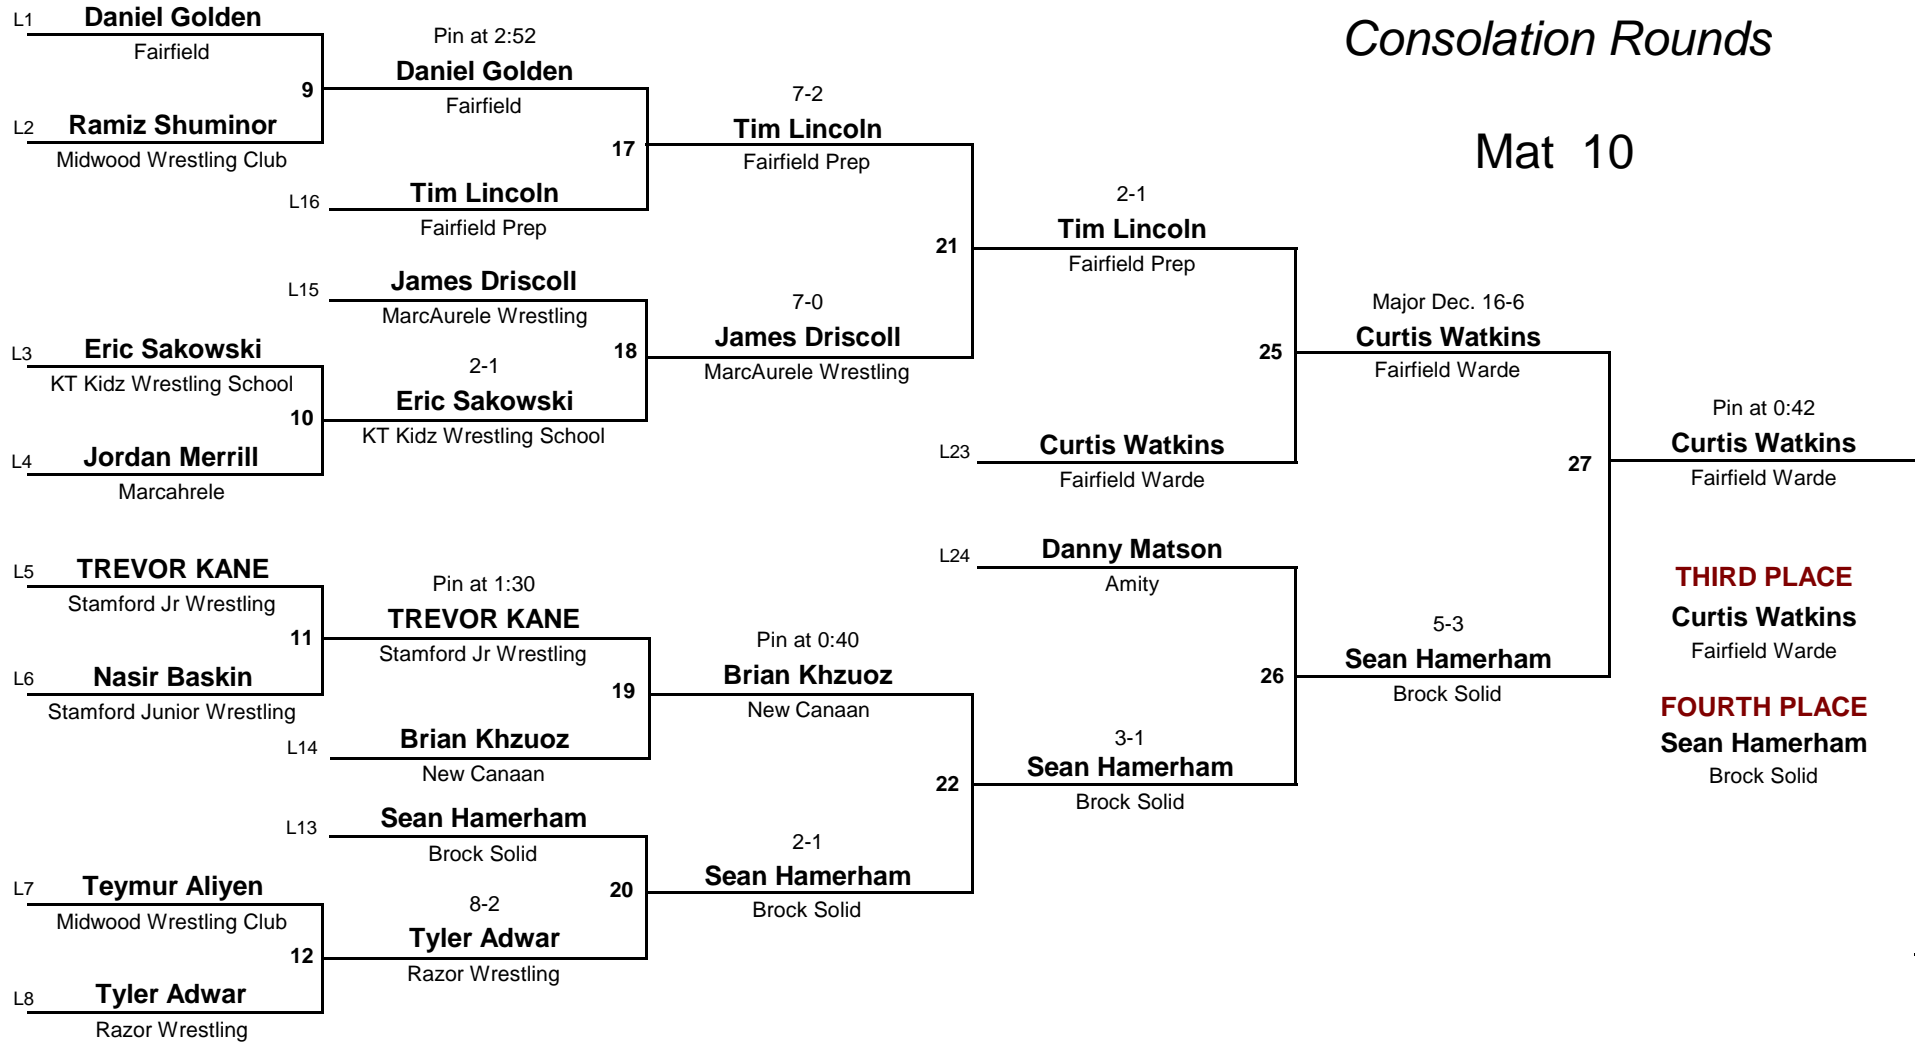 Consolation Rounds
Mat 10
L1 Daniel Golden
Fairfield
9
L2 Ramiz Shuminor
Midwood Wrestling Club
L3 Eric Sakowski
KT Kidz Wrestling School
10
L4 Jordan Merrill
Marcahrele
L5 TREVOR KANE
Stamford Jr Wrestling
11
L6 Nasir Baskin
Stamford Junior Wrestling
L7 Teymur Aliyen
Midwood Wrestling Club
12
L8 Tyler Adwar
Razor Wrestling
Pin at 2:52
Daniel Golden
Fairfield
17
L16 Tim Lincoln
Fairfield Prep
L15 James Driscoll
MarcAurele Wrestling
18
2-1
Eric Sakowski
KT Kidz Wrestling School
Pin at 1:30
TREVOR KANE
Stamford Jr Wrestling
19
L14 Brian Khzuoz
New Canaan
L13 Sean Hamerham
Brock Solid
20
8-2
Tyler Adwar
Razor Wrestling
7-2
Tim Lincoln
Fairfield Prep
21
7-0
James Driscoll
MarcAurele Wrestling
Pin at 0:40
Brian Khzuoz
New Canaan
22
2-1
Sean Hamerham
Brock Solid
2-1
Tim Lincoln
Fairfield Prep
25
L23 Curtis Watkins
Fairfield Warde
L24 Danny Matson
Amity
26
3-1
Sean Hamerham
Brock Solid
Major Dec. 16-6
Curtis Watkins
Fairfield Warde
27
5-3
Sean Hamerham
Brock Solid
Pin at 0:42
Curtis Watkins
Fairfield Warde
THIRD PLACE
Curtis Watkins
Fairfield Warde
FOURTH PLACE
Sean Hamerham
Brock Solid